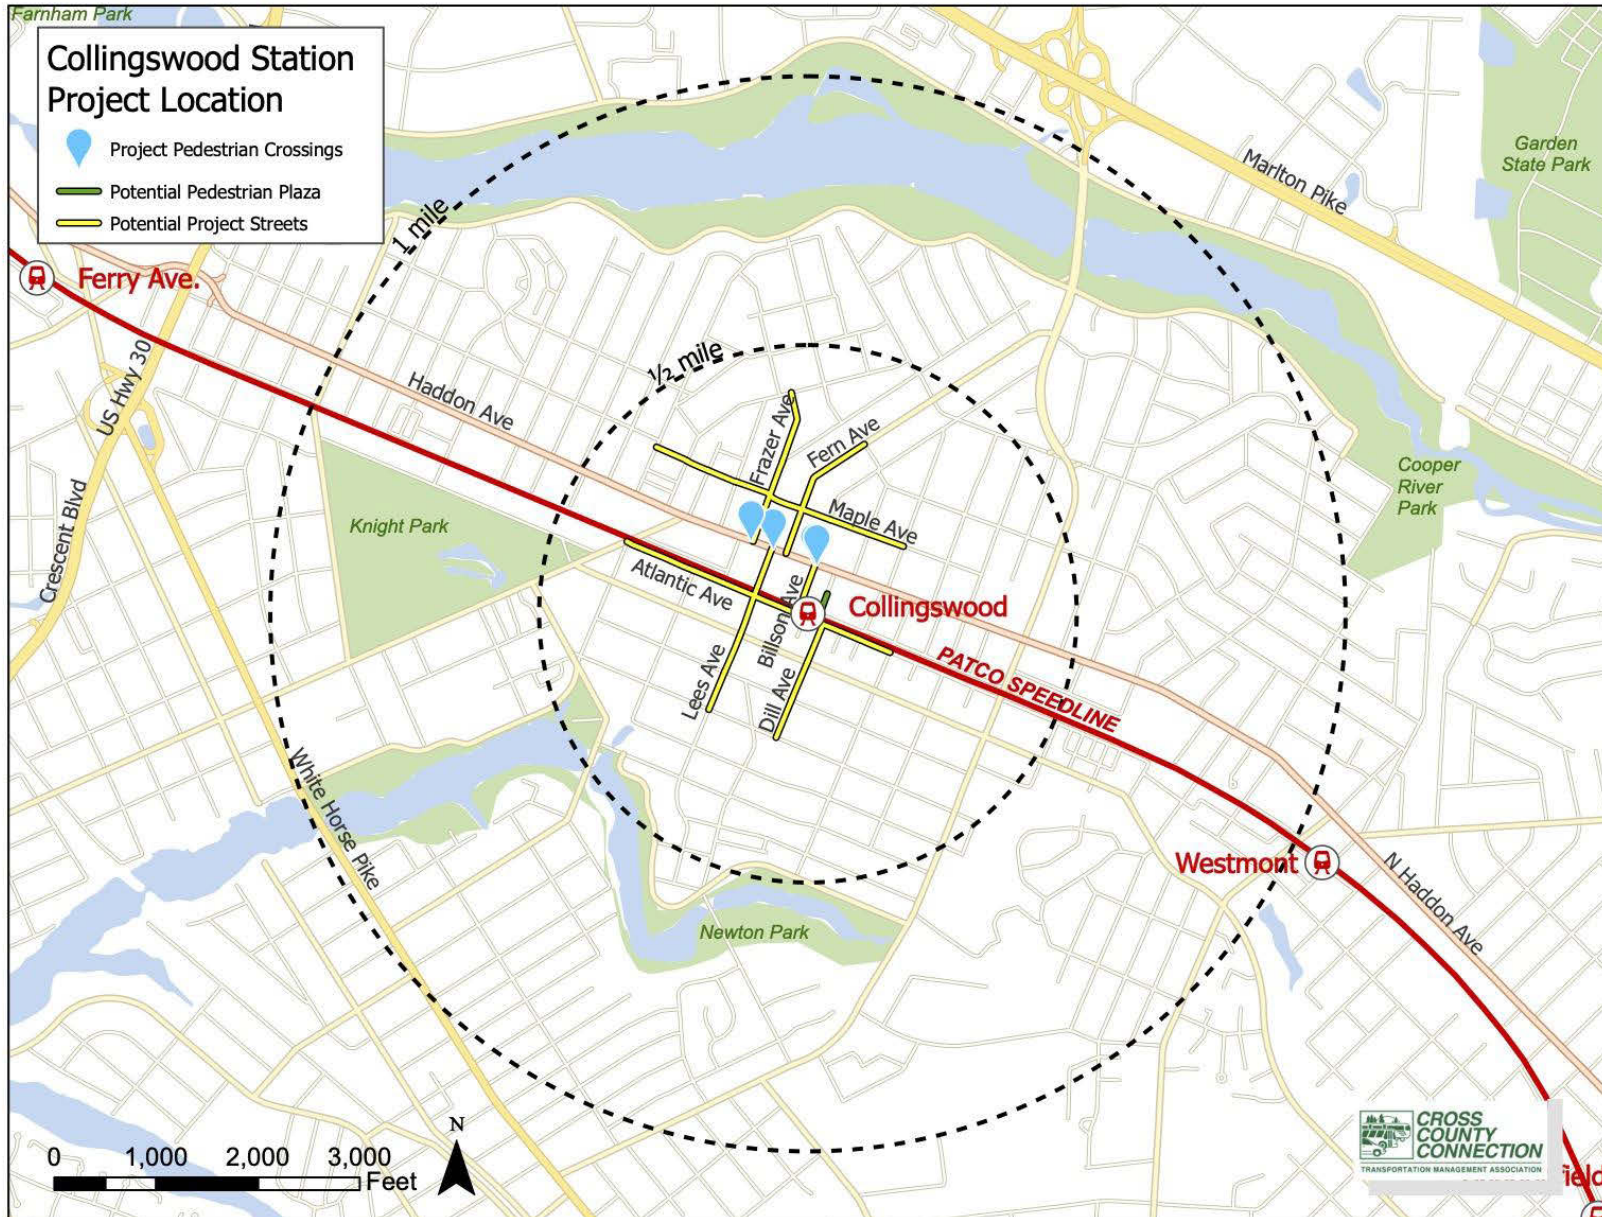 Farnham Park
Collingswood Station
Project Location
Project Pedestrian Crossings
Potential Pedestrian Plaza
Potential Project Streets
1 mile
Marlton Pike
Garden
State Park
Ferry Ave.
US Hwy 30
Haddon Ave
½ mile
Frazer Ave
Fern Ave
Maple Ave
Cooper
River
Park
Crescent Blvd
Knight Park
Atlantic Ave
Billson Ave
Collingswood
Lees Ave
Dill Ave
PATCO SPEEDLINE
White Horse Pike
Westmont
N Haddon Ave
Newton Park
N
0 1,000 2,000 3,000
Feet
CROSS
COUNTY
CONNECTION
TRANSPORTATION MANAGEMENT ASSOCIATION